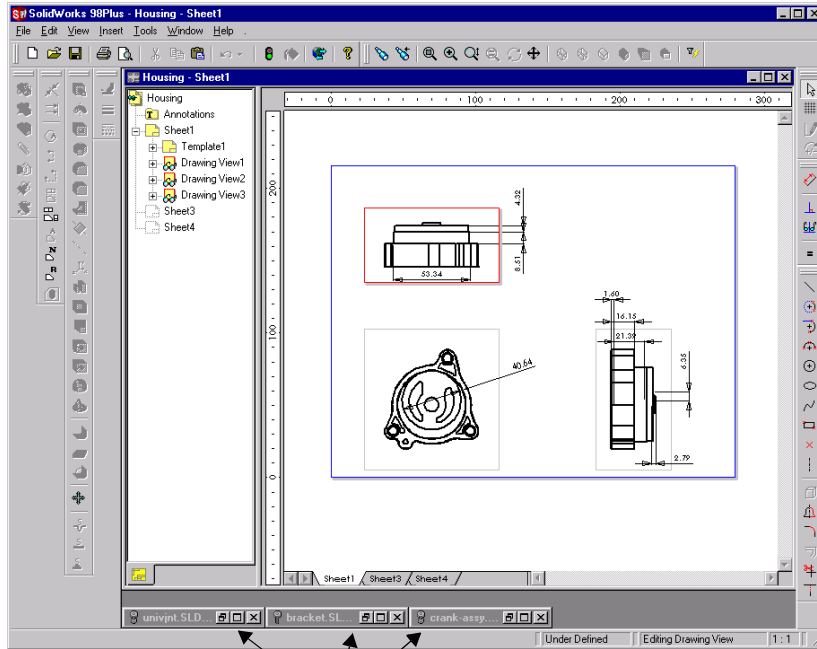 SolidWorks 98Plus - Housing - Sheet1
File Edit View Insert Tools Window Help
Housing - Sheet1
Housing
Annotations
Sheet1
Template1
Drawing View1
Drawing View2
Drawing View3
Sheet3
Sheet4
0 100 200 300
200
100
0
4.32
8.51
53.34
40.64
1.60
16.15
21.39
6.35
2.79
Sheet1 Sheet3 Sheet4
univjnt.SLD... bracket.SL... crank-assy....
Under Defined Editing Drawing View 1:1